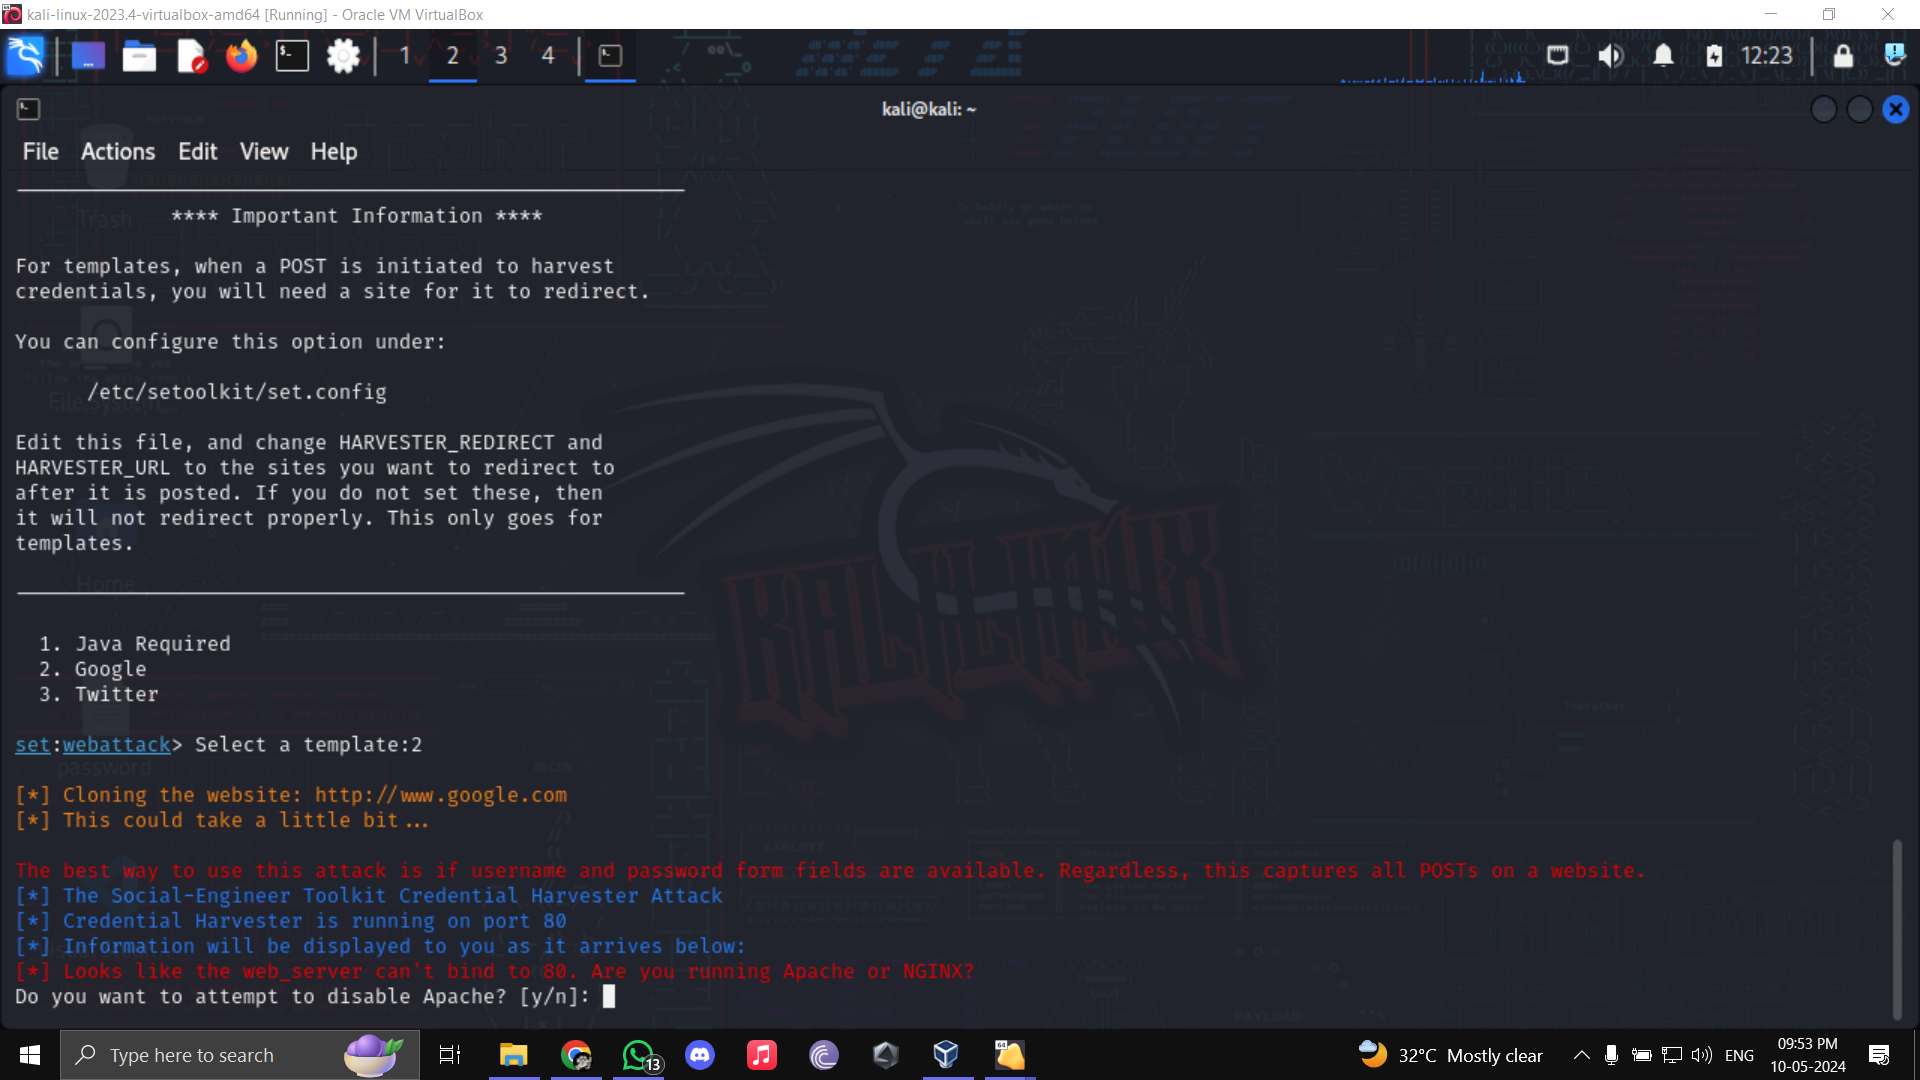 kali-linux-2023.4-virtualbox-amd64 [Running] - Oracle VM VirtualBox
1 2 3 4
12:23
kali@kali: ~
File Actions Edit View Help
**** Important Information ****
For templates, when a POST is initiated to harvest
credentials, you will need a site for it to redirect.
You can configure this option under:
/etc/setoolkit/set.config
Edit this file, and change HARVESTER_REDIRECT and
HARVESTER_URL to the sites you want to redirect to
after it is posted. If you do not set these, then
it will not redirect properly. This only goes for
templates.
1. Java Required
2. Google
3. Twitter
set:webattack> Select a template:2
[*] Cloning the website: http://www.google.com
[*] This could take a little bit...
The best way to use this attack is if username and password form fields are available. Regardless, this captures all POSTs on a website.
[*] The Social-Engineer Toolkit Credential Harvester Attack
[*] Credential Harvester is running on port 80
[*] Information will be displayed to you as it arrives below:
[*] Looks like the web_server can't bind to 80. Are you running Apache or NGINX?
Do you want to attempt to disable Apache? [y/n]:
Trash
File System
Home
password
KALI LINUX
Type here to search
13
64
32°C Mostly clear
ENG
09:53 PM
10-05-2024